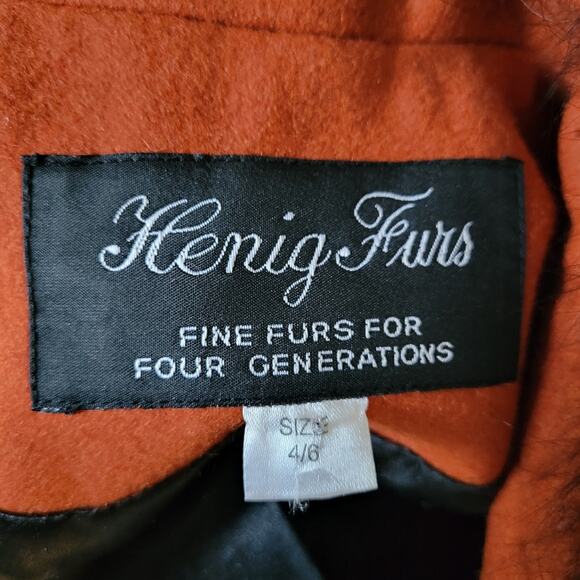 Henig Furs
FINE FURS FOR
FOUR GENERATIONS
SIZE
4/6